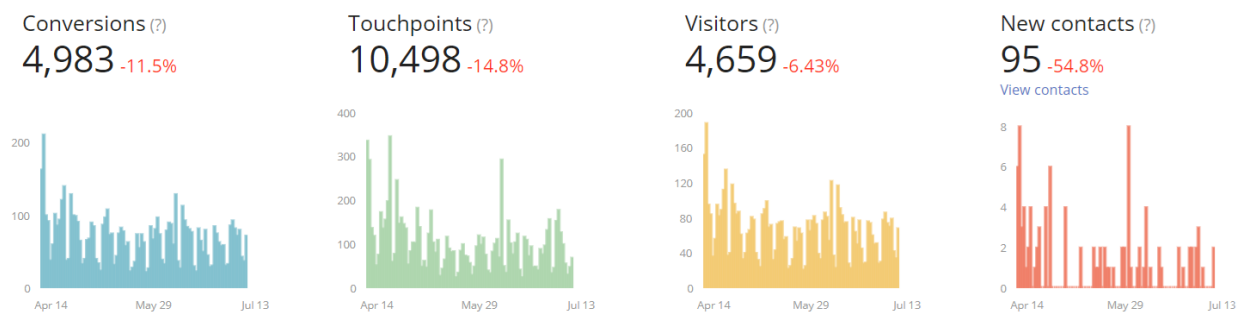 Conversions (?)
4,983 -11.5%
200
100
0
Apr 14 May 29 Jul 13
Touchpoints (?)
10,498 -14.8%
400
300
200
100
0
Apr 14 May 29 Jul 13
Visitors (?)
4,659 -6.43%
200
160
120
80
40
0
Apr 14 May 29 Jul 13
New contacts (?)
95 -54.8%
View contacts
8
6
4
2
0
Apr 14 May 29 Jul 13